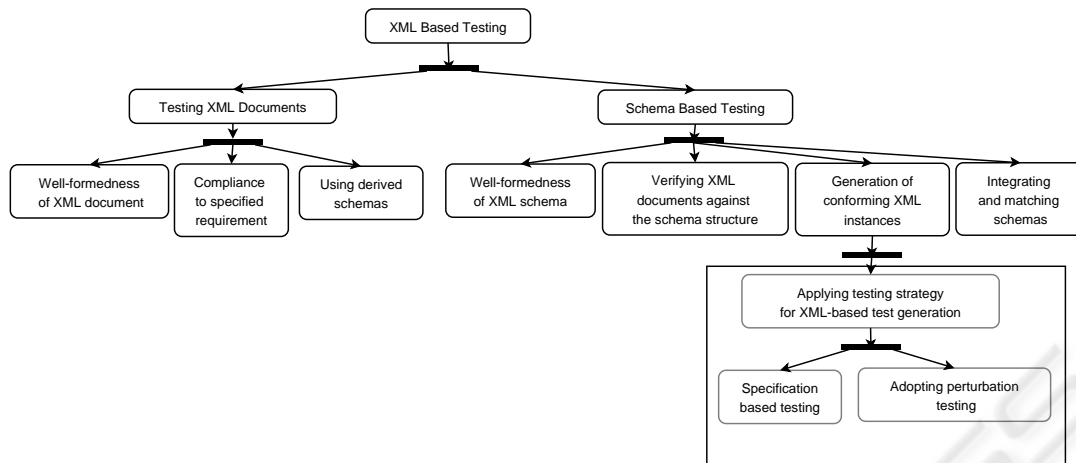 XML Based Testing
Testing XML Documents
Schema Based Testing
Well-formedness
of XML document
Compliance
to specified
requirement
Using derived
schemas
Well-formedness
of XML schema
Verifying XML
documents against
the schema structure
Generation of
conforming XML
instances
Integrating
and matching
schemas
Applying testing strategy
for XML-based test generation
Specification
based testing
Adopting perturbation
testing